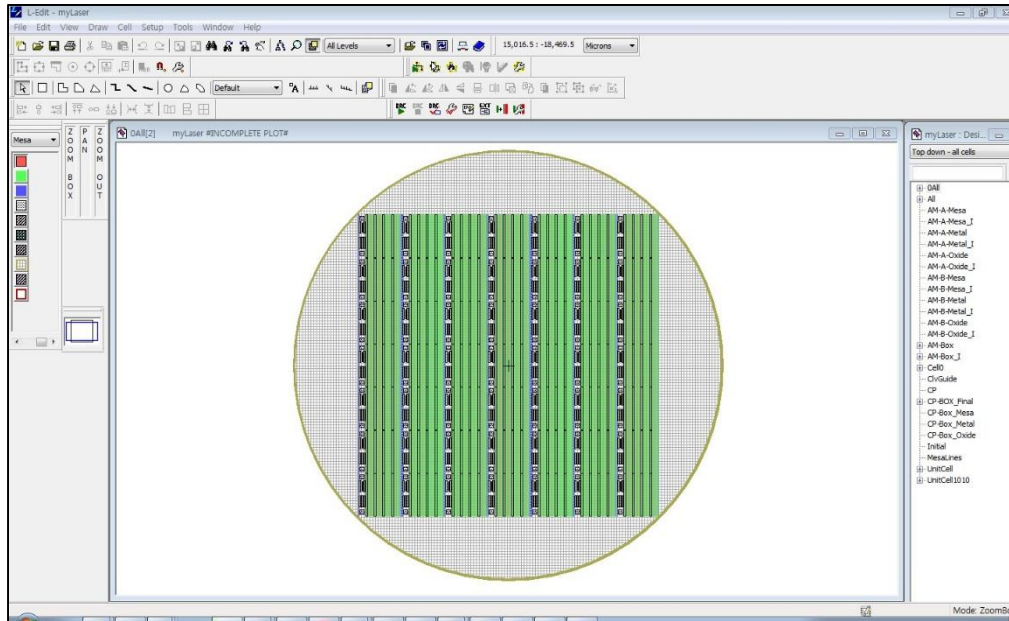 L-Edit - myLaser
File Edit View Draw Cell Setup Tools Window Help
All Levels
15,016.5 : -18,469.5
Microns
Default
DRC
DRC
EXT
Mesa
ZOOM BOX
PAN
ZOOM OUT
0All[2] myLaser #INCOMPLETE PLOT#
myLaser : Desi...
Top down - all cells
0All
All
AM-A-Mesa
AM-A-Mesa_I
AM-A-Metal
AM-A-Metal_I
AM-A-Oxide
AM-A-Oxide_I
AM-B-Mesa
AM-B-Mesa_I
AM-B-Metal
AM-B-Metal_I
AM-B-Oxide
AM-B-Oxide_I
AM-Box
AM-Box_I
Cell0
ClvGuide
CP
CP-BOX_Final
CP-Box_Mesa
CP-Box_Metal
CP-Box_Oxide
Initial
MesaLines
UnitCell
UnitCell1010
Mode: ZoomBo